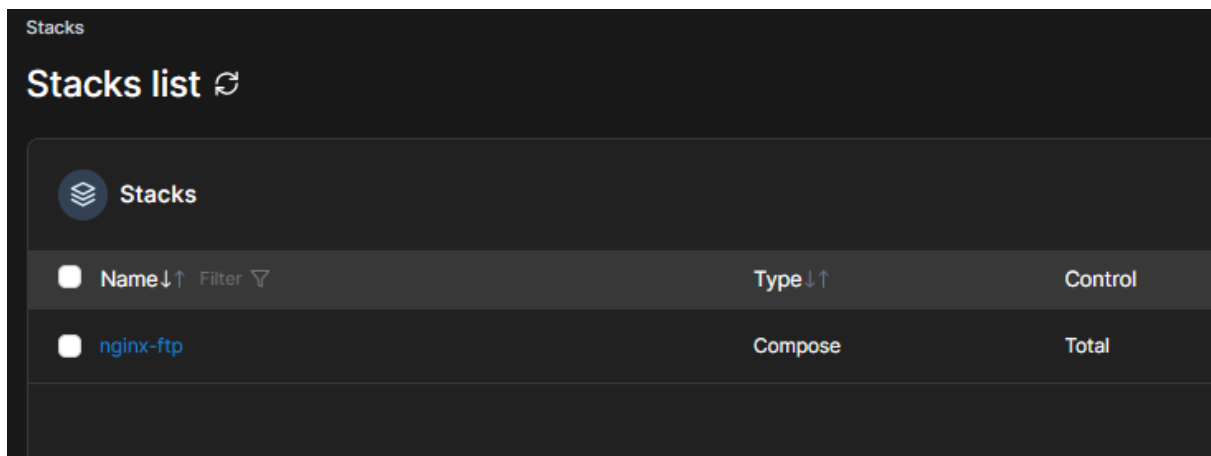 Stacks
Stacks list
Stacks
Name↓↑ Filter Type↓↑ Control
nginx-ftp Compose Total